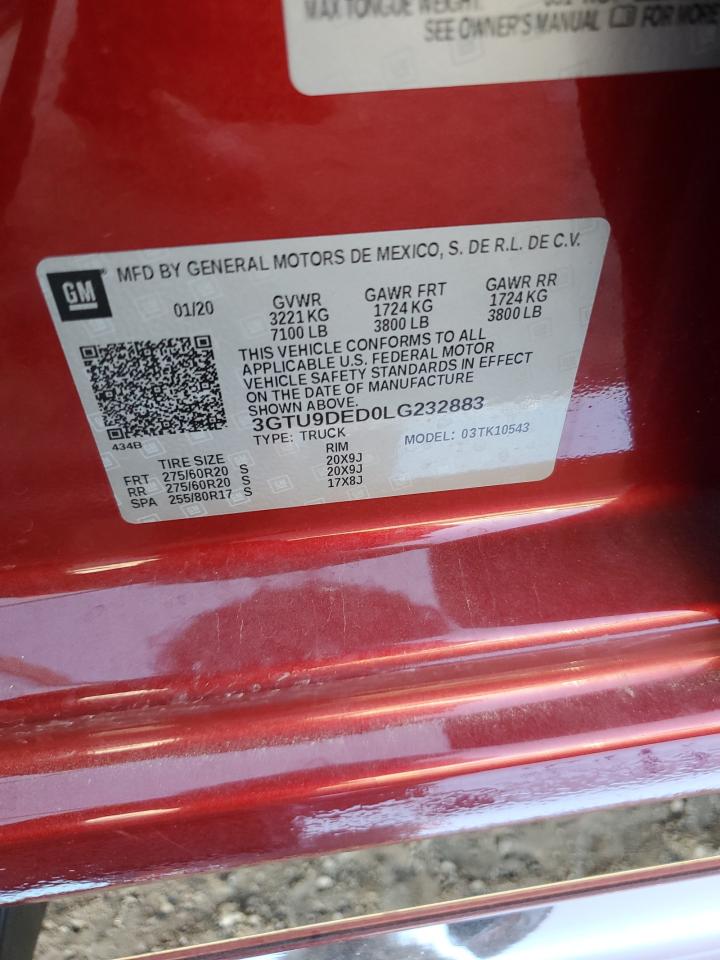 MAX TONGUE WEIGHT:
SEE OWNER'S MANUAL FOR MORE
GM
MFD BY GENERAL MOTORS DE MEXICO, S. DE R.L. DE C.V.
01/20 GVWR GAWR FRT GAWR RR
3221 KG 1724 KG 1724 KG
7100 LB 3800 LB 3800 LB
THIS VEHICLE CONFORMS TO ALL
APPLICABLE U.S. FEDERAL MOTOR
VEHICLE SAFETY STANDARDS IN EFFECT
ON THE DATE OF MANUFACTURE
SHOWN ABOVE.
3GTU9DED0LG232883
434B TYPE: TRUCK MODEL: 03TK10543
TIRE SIZE RIM
FRT 275/60R20 S 20X9J
RR 275/60R20 S 20X9J
SPA 255/80R17 S 17X8J